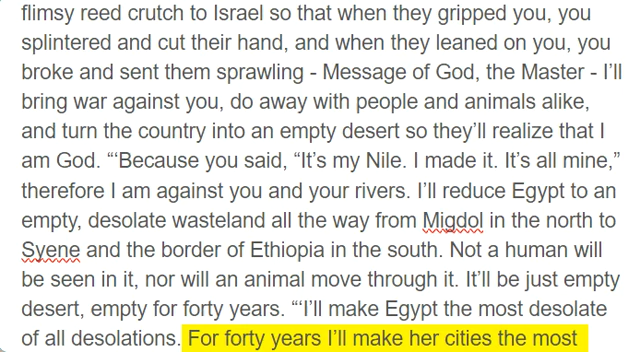 flimsy reed crutch to Israel so that when they gripped you, you
splintered and cut their hand, and when they leaned on you, you
broke and sent them sprawling - Message of God, the Master - I’ll
bring war against you, do away with people and animals alike,
and turn the country into an empty desert so they’ll realize that I
am God. “‘Because you said, “It’s my Nile. I made it. It’s all mine,”
therefore I am against you and your rivers. I’ll reduce Egypt to an
empty, desolate wasteland all the way from Migdol in the north to
Syene and the border of Ethiopia in the south. Not a human will
be seen in it, nor will an animal move through it. It’ll be just empty
desert, empty for forty years. “‘I’ll make Egypt the most desolate
of all desolations. For forty years I’ll make her cities the most